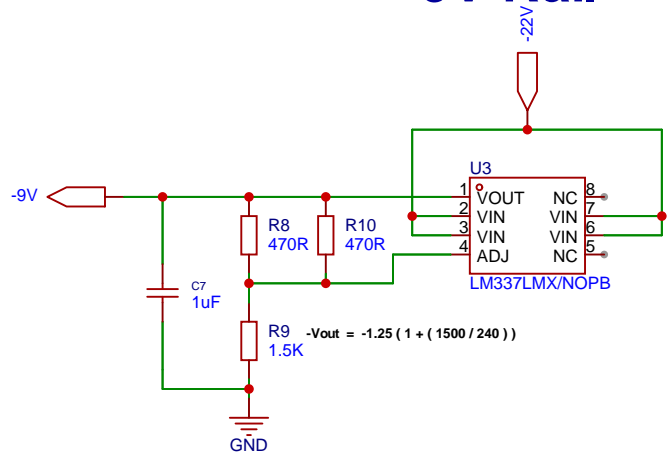 -22V
U3
-9V
1 VOUT NC 8
2 VIN VIN 7
3 VIN VIN 6
4 ADJ NC 5
LM337LMX/NOPB
R8
470R
R10
470R
C7
1uF
R9
1.5K
-Vout = -1.25 ( 1 + ( 1500 / 240 ) )
GND